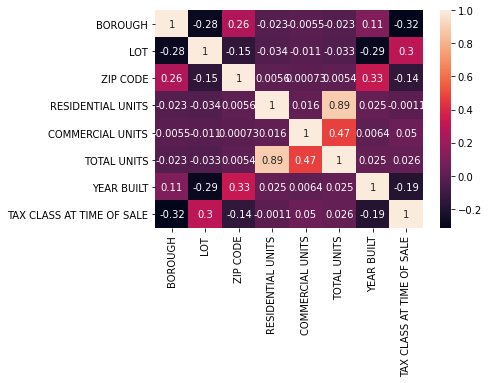 BOROUGH 1 -0.28 0.26 -0.023 -0.0055 -0.023 0.11 -0.32
LOT -0.28 1 -0.15 -0.034 -0.011 -0.033 -0.29 0.3
ZIP CODE 0.26 -0.15 1 0.0056 0.00073 0.0054 0.33 -0.14
RESIDENTIAL UNITS -0.023 -0.034 0.0056 1 0.016 0.89 0.025 -0.0011
COMMERCIAL UNITS -0.0055 -0.011 0.00073 0.016 1 0.47 0.0064 0.05
TOTAL UNITS -0.023 -0.033 0.0054 0.89 0.47 1 0.025 0.026
YEAR BUILT 0.11 -0.29 0.33 0.025 0.0064 0.025 1 -0.19
TAX CLASS AT TIME OF SALE -0.32 0.3 -0.14 -0.0011 0.05 0.026 -0.19 1
BOROUGH
LOT
ZIP CODE
RESIDENTIAL UNITS
COMMERCIAL UNITS
TOTAL UNITS
YEAR BUILT
TAX CLASS AT TIME OF SALE
1.0
0.8
0.6
0.4
0.2
0.0
−0.2